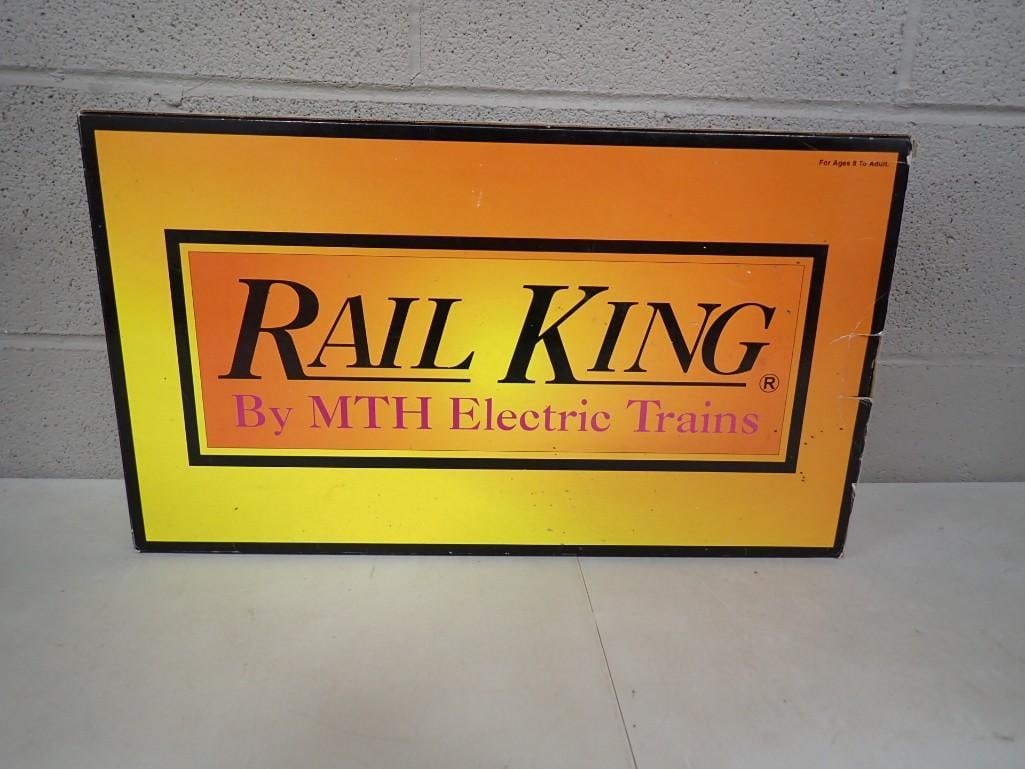 For Ages 8 To Adult.
RAIL KING®
By MTH Electric Trains